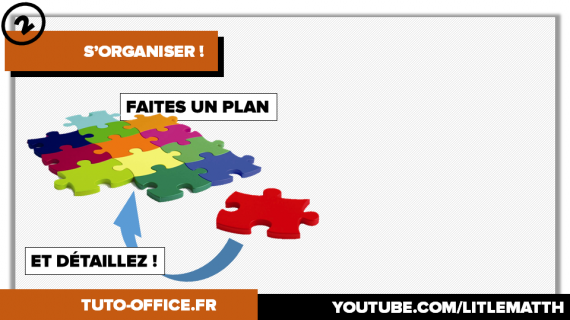 2
S'ORGANISER !
FAITES UN PLAN
ET DÉTAILLEZ !
TUTO-OFFICE.FR
YOUTUBE.COM/LITLEMATTH